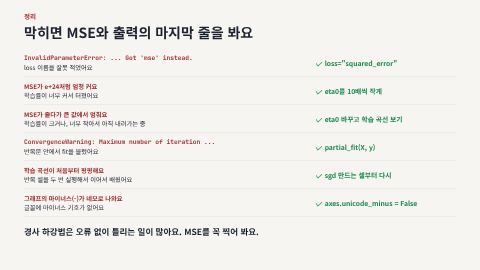 정리
막히면 MSE와 출력의 마지막 줄을 봐요
InvalidParameterError: ... Got 'mse' instead.
loss 이름을 잘못 적었어요
✓ loss="squared_error"
MSE가 e+24처럼 엄청 커요
학습률이 너무 커서 터졌어요
✓ eta0를 10배씩 작게
MSE가 줄다가 큰 값에서 멈춰요
학습률이 크거나, 너무 작아서 아직 내려가는 중
✓ eta0 바꾸고 학습 곡선 보기
ConvergenceWarning: Maximum number of iteration ...
반복문 안에서 fit을 불렀어요
✓ partial_fit(X, y)
학습 곡선이 처음부터 평평해요
반복 셀을 두 번 실행해서 이어서 배웠어요
✓ sgd 만드는 셀부터 다시
그래프의 마이너스(-)가 네모로 나와요
글꼴에 마이너스 기호가 없어요
✓ axes.unicode_minus = False
경사 하강법은 오류 없이 틀리는 일이 많아요. MSE를 꼭 찍어 봐요.